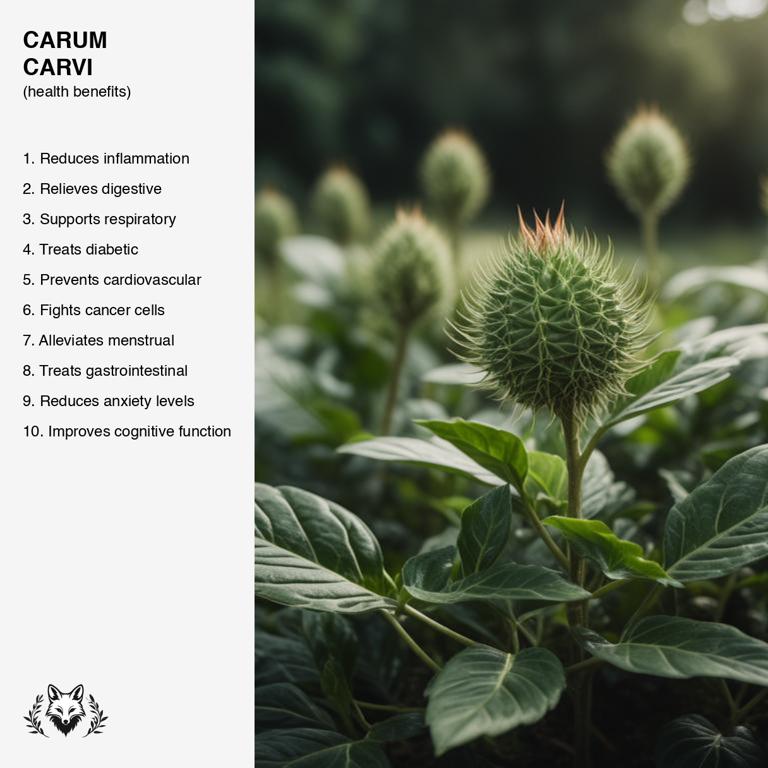 CARUM
CARVI
(health benefits)
1. Reduces inflammation
2. Relieves digestive
3. Supports respiratory
4. Treats diabetic
5. Prevents cardiovascular
6. Fights cancer cells
7. Alleviates menstrual
8. Treats gastrointestinal
9. Reduces anxiety levels
10. Improves cognitive function